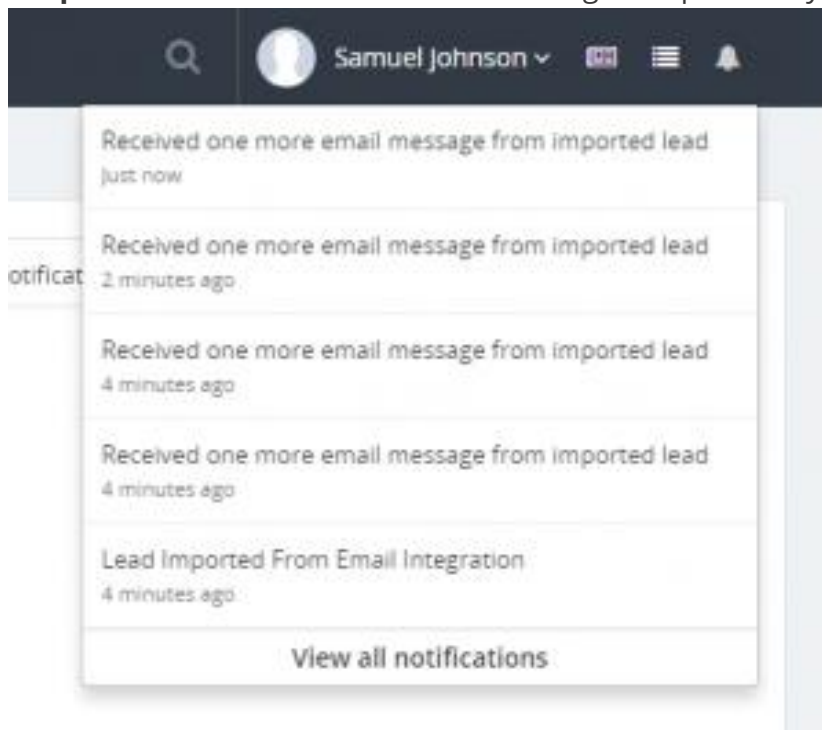 Samuel Johnson
Received one more email message from imported lead
Just now
Received one more email message from imported lead
2 minutes ago
otificat
Received one more email message from imported lead
4 minutes ago
Received one more email message from imported lead
4 minutes ago
Lead Imported From Email Integration
4 minutes ago
View all notifications